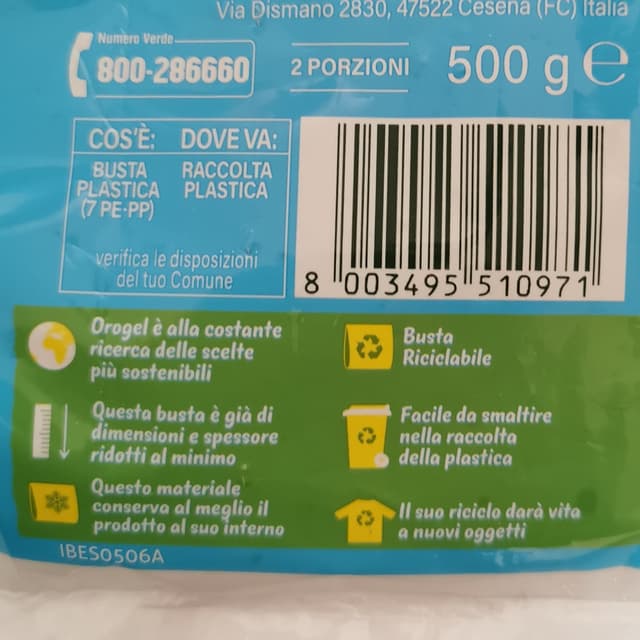 Via Dismano 2830, 47522 Cesena (FC) Italia
Numero Verde
800-286660
2 PORZIONI
500 g ℮
COS'È: DOVE VA:
BUSTA RACCOLTA
PLASTICA PLASTICA
(7 PE-PP)
verifica le disposizioni
del tuo Comune
8 003495 510971
Orogel è alla costante
ricerca delle scelte
più sostenibili
Busta
Riciclabile
Questa busta è già di
dimensioni e spessore
ridotti al minimo
Facile da smaltire
nella raccolta
della plastica
Questo materiale
conserva al meglio il
prodotto al suo interno
Il suo riciclo darà vita
a nuovi oggetti
IBES0506A